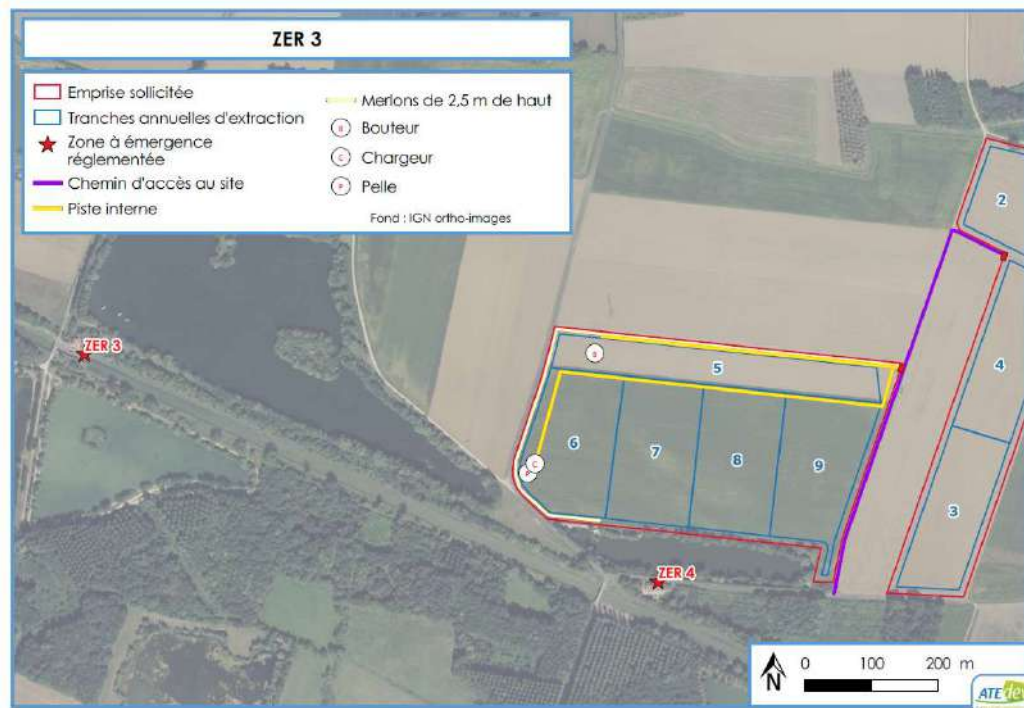 ZER 3
Emprise sollicitée
Tranches annuelles d'extraction
Zone à émergence
réglementée
Chemin d'accès au site
Piste interne
Merlons de 2,5 m de haut
B Bouteur
C Chargeur
P Pelle
Fond : IGN ortho-images
2
ZER 3
B
5
4
6
7
8
9
C
P
3
ZER 4
N
0 100 200 m
ATEdev